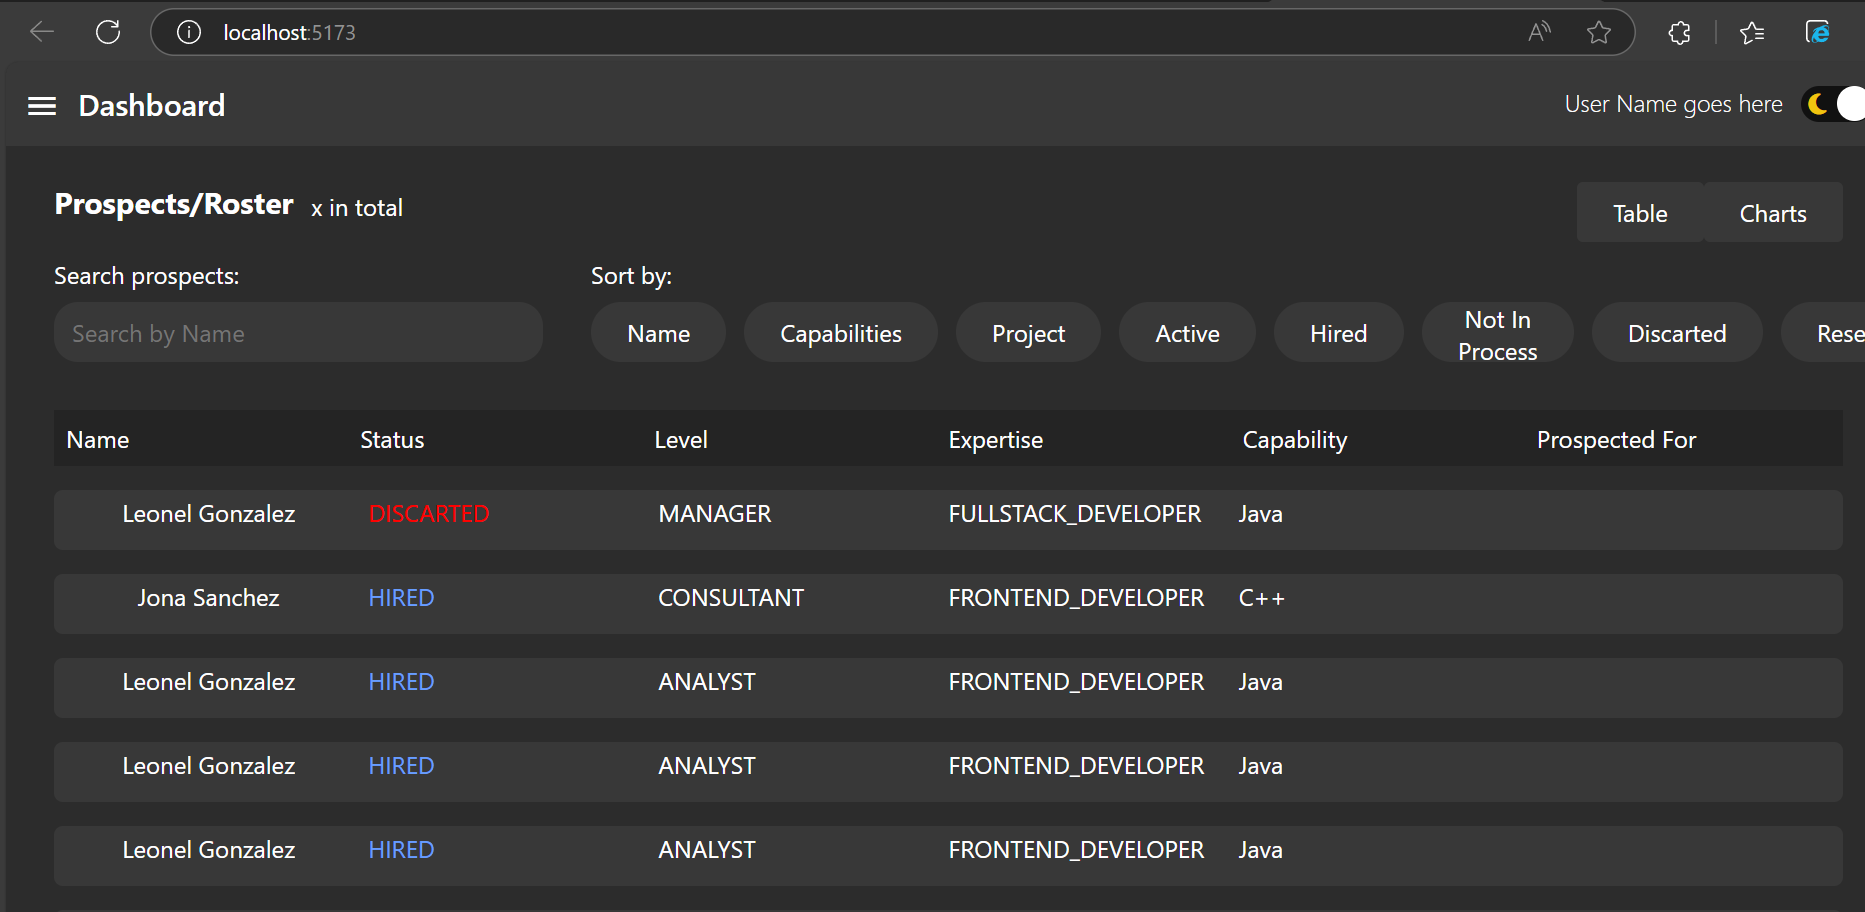 localhost:5173
Dashboard
User Name goes here
Prospects/Roster x in total
Table
Charts
Search prospects:
Sort by:
Search by Name
Name
Capabilities
Project
Active
Hired
Not In
Process
Discarted
Rese
Name Status Level Expertise Capability Prospected For
Leonel Gonzalez DISCARTED MANAGER FULLSTACK_DEVELOPER Java
Jona Sanchez HIRED CONSULTANT FRONTEND_DEVELOPER C++
Leonel Gonzalez HIRED ANALYST FRONTEND_DEVELOPER Java
Leonel Gonzalez HIRED ANALYST FRONTEND_DEVELOPER Java
Leonel Gonzalez HIRED ANALYST FRONTEND_DEVELOPER Java